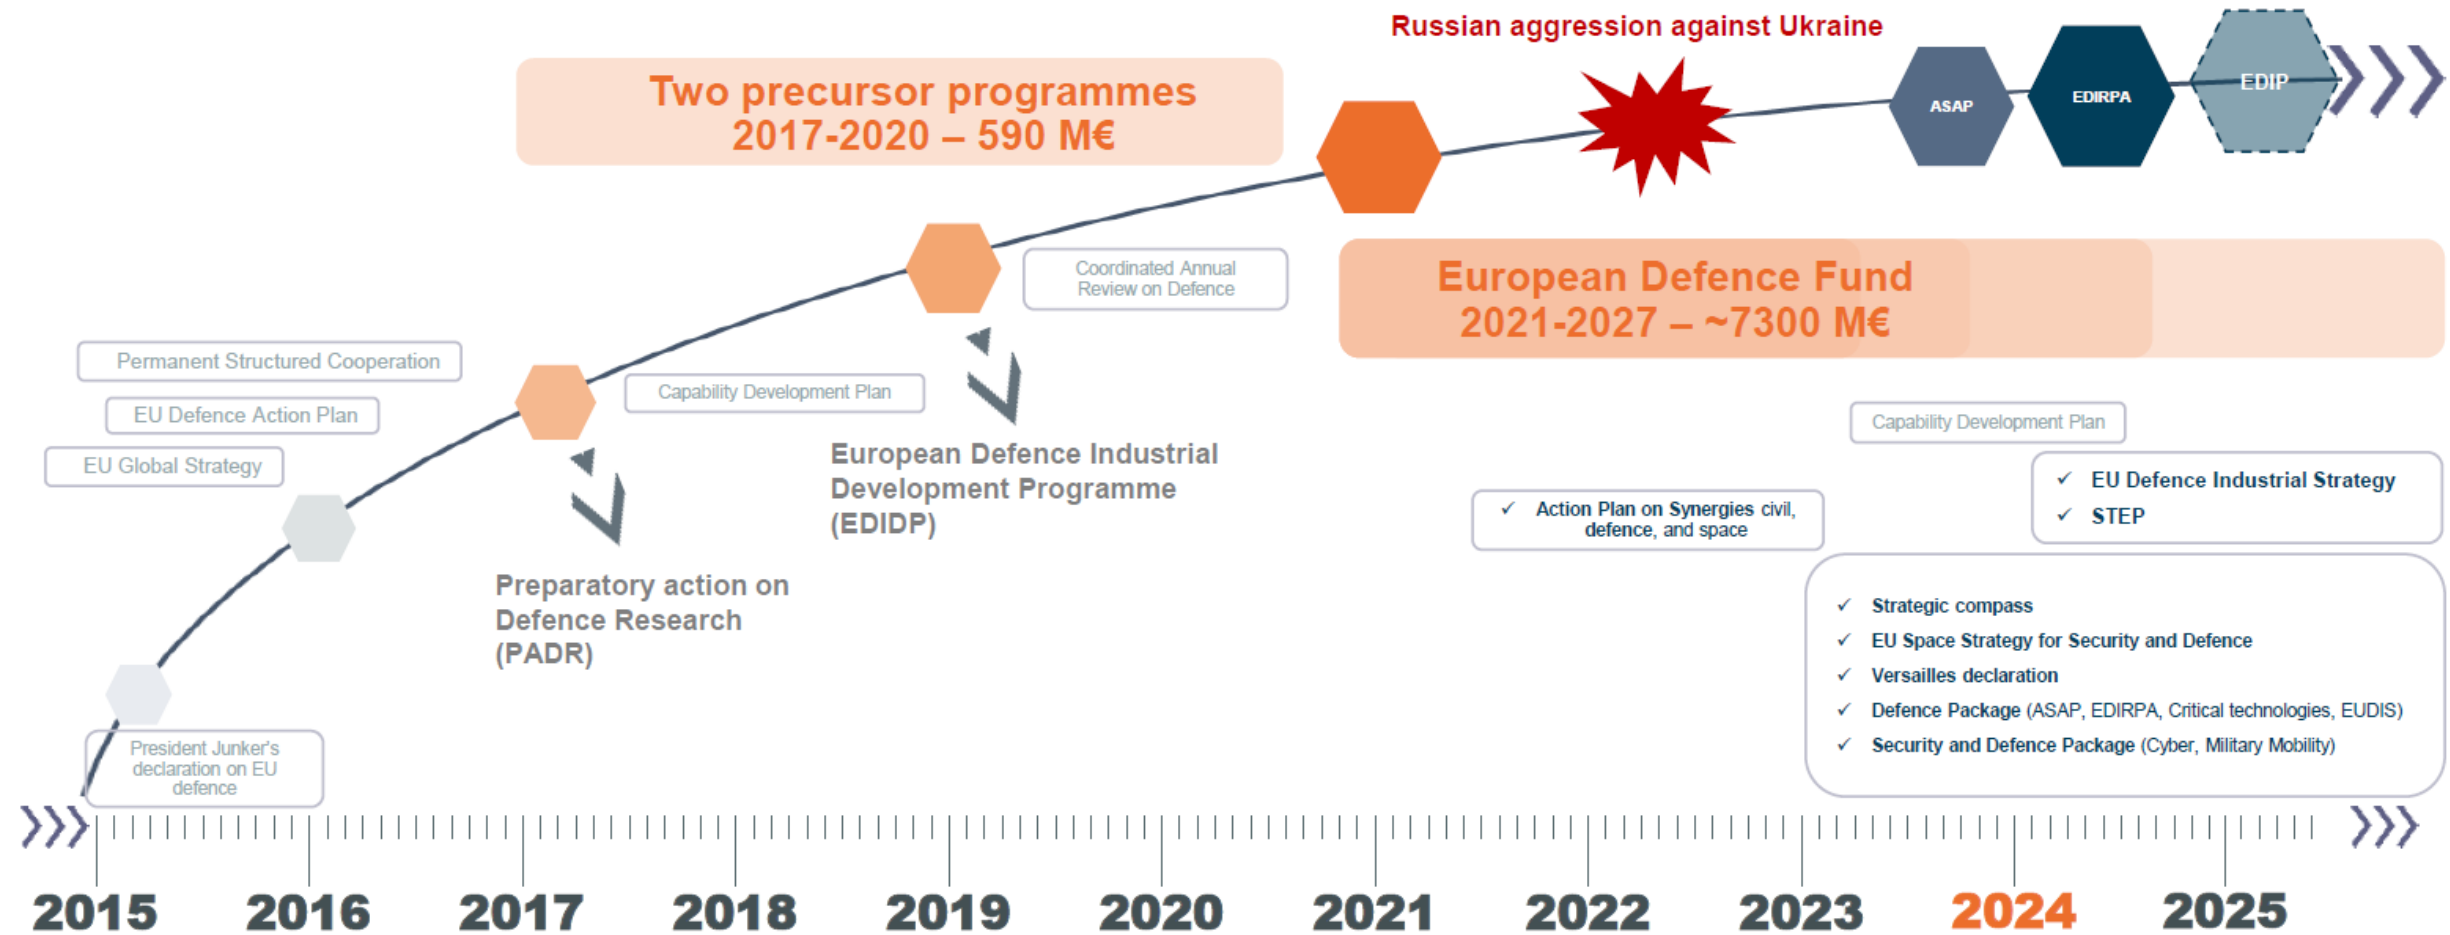 Russian aggression against Ukraine
Two precursor programmes
2017-2020 – 590 M€
ASAP
EDIRPA
EDIP
European Defence Fund
2021-2027 – ~7300 M€
Coordinated Annual
Review on Defence
Permanent Structured Cooperation
EU Defence Action Plan
EU Global Strategy
Capability Development Plan
European Defence Industrial
Development Programme
(EDIDP)
Preparatory action on
Defence Research
(PADR)
President Junker's
declaration on EU
defence
Capability Development Plan
✓ EU Defence Industrial Strategy
✓ STEP
✓ Action Plan on Synergies civil,
defence, and space
✓ Strategic compass
✓ EU Space Strategy for Security and Defence
✓ Versailles declaration
✓ Defence Package (ASAP, EDIRPA, Critical technologies, EUDIS)
✓ Security and Defence Package (Cyber, Military Mobility)
2015 2016 2017 2018 2019 2020 2021 2022 2023 2024 2025